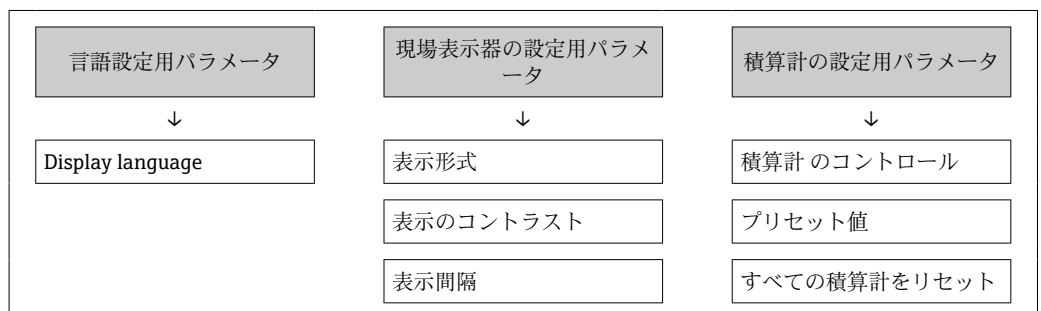 言語設定用パラメータ
↓
Display language
現場表示器の設定用パラメ
ータ
↓
表示形式
表示のコントラスト
表示間隔
積算計の設定用パラメータ
↓
積算計 のコントロール
プリセット値
すべての積算計をリセット